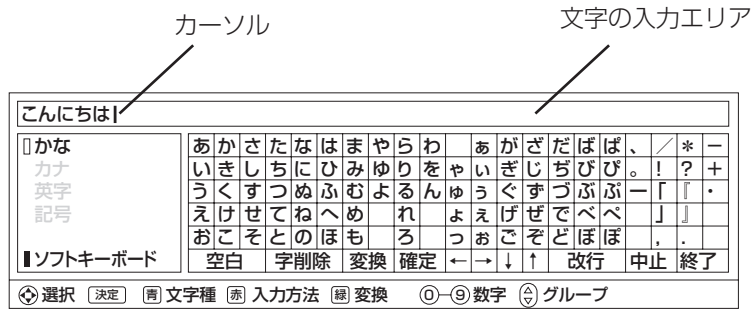 カーソル
文字の入力エリア
こんにちは
かな
カナ
英字
記号
ソフトキーボード
あかさたなはまやらわ ぁがざだばぱ、／＊－
いきしちにひみゆりをゃぃぎじぢびぴ。！？＋
うくすつぬふむよるんゅぅぐずづぶぷー「『・
えけせてねへめ れ ょぇげぜでべぺ 」』
おこそとのほも ろ っぉごぞどぼぽ ，．
空白 字削除 変換 確定 ← → ↓ ↑ 改行 中止 終了
選択 決定 青 文字種 赤 入力方法 緑 変換 0―9 数字 グループ